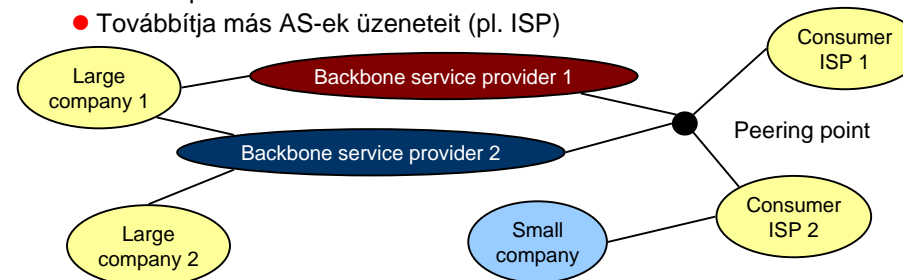 Továbbítja más AS-ek üzeneteit (pl. ISP)
Consumer
ISP 1
Large
company 1
Backbone service provider 1
Peering point
Backbone service provider 2
Consumer
ISP 2
Small
company
Large
company 2